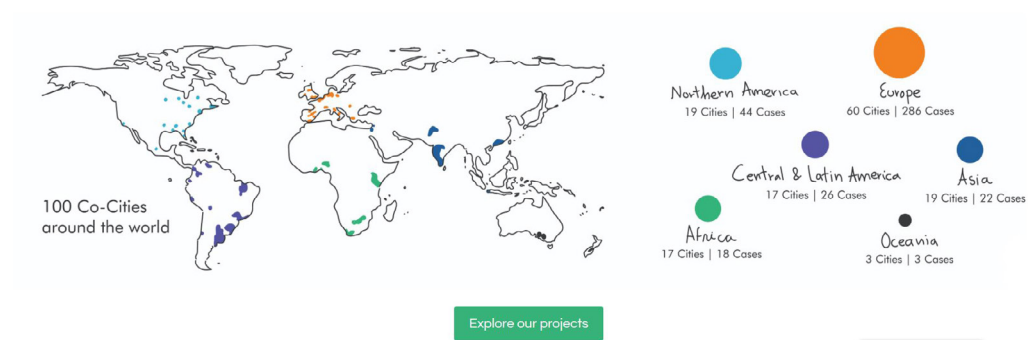 100 Co-Cities
around the world
Northern America
19 Cities | 44 Cases
Europe
60 Cities | 286 Cases
Central & Latin America
17 Cities | 26 Cases
Asia
19 Cities | 22 Cases
Africa
17 Cities | 18 Cases
Oceania
3 Cities | 3 Cases
Explore our projects